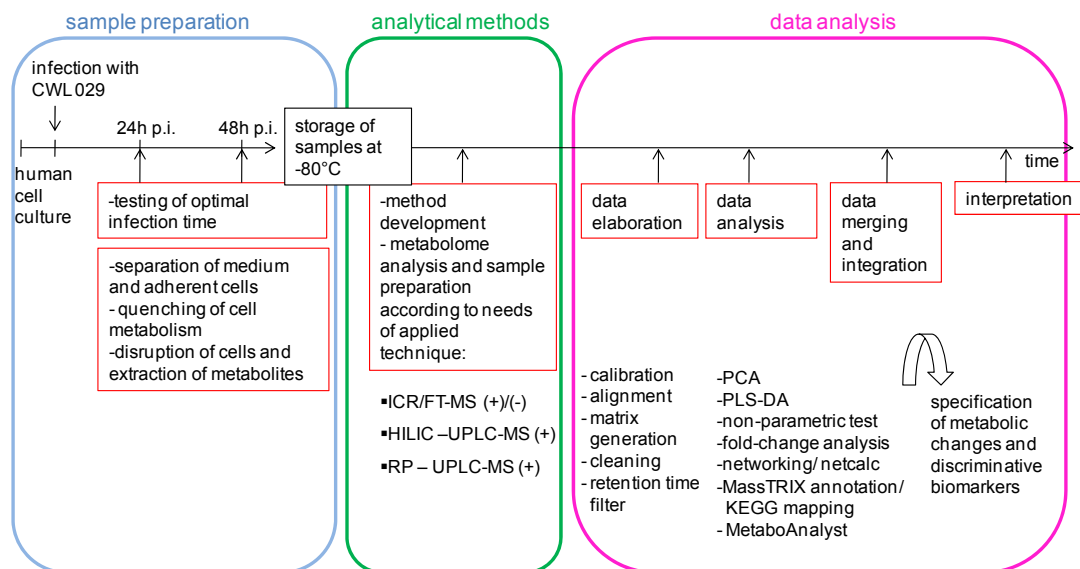 sample preparation
analytical methods
data analysis
infection with
CWL 029
24h p.i.
48h p.i.
storage of
samples at
-80°C
time
human
cell
culture
-testing of optimal
infection time
-separation of medium
and adherent cells
- quenching of cell
metabolism
-disruption of cells and
extraction of metabolites
-method
development
- metabolome
analysis and sample
preparation
according to needs
of applied
technique:
▪ICR/FT-MS (+)/(-)
▪HILIC –UPLC-MS (+)
▪RP – UPLC-MS (+)
data
elaboration
data
analysis
data
merging
and
integration
interpretation
- calibration
- alignment
- matrix
generation
- cleaning
- retention time
filter
-PCA
-PLS-DA
-non-parametric test
-fold-change analysis
-networking/ netcalc
-MassTRIX annotation/
KEGG mapping
-MetaboAnalyst
specification
of metabolic
changes and
discriminative
biomarkers